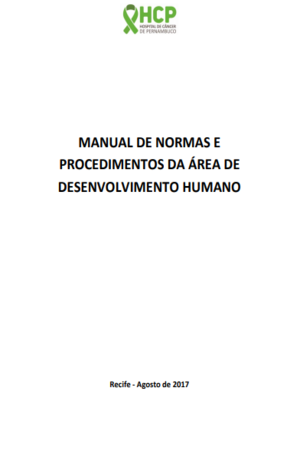 HCP
HOSPITAL DE CÂNCER
DE PERNAMBUCO
MANUAL DE NORMAS E
PROCEDIMENTOS DA ÁREA DE
DESENVOLVIMENTO HUMANO
Recife - Agosto de 2017